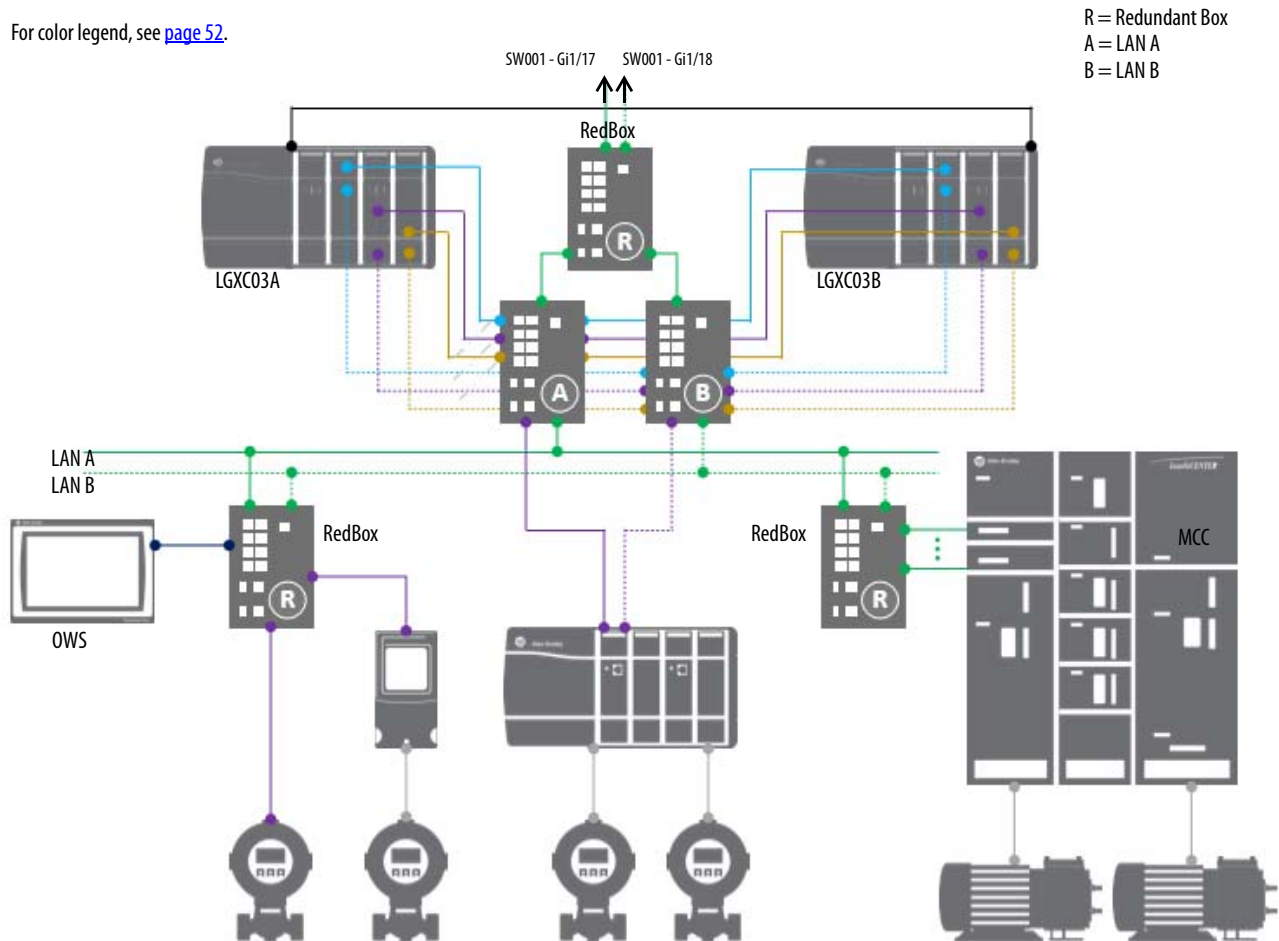 For color legend, see page 52.
R = Redundant Box
A = LAN A
B = LAN B
SW001 - Gi1/17
SW001 - Gi1/18
RedBox
R
LGXC03A
LGXC03B
A
B
LAN A
LAN B
RedBox
RedBox
MCC
R
R
OWS